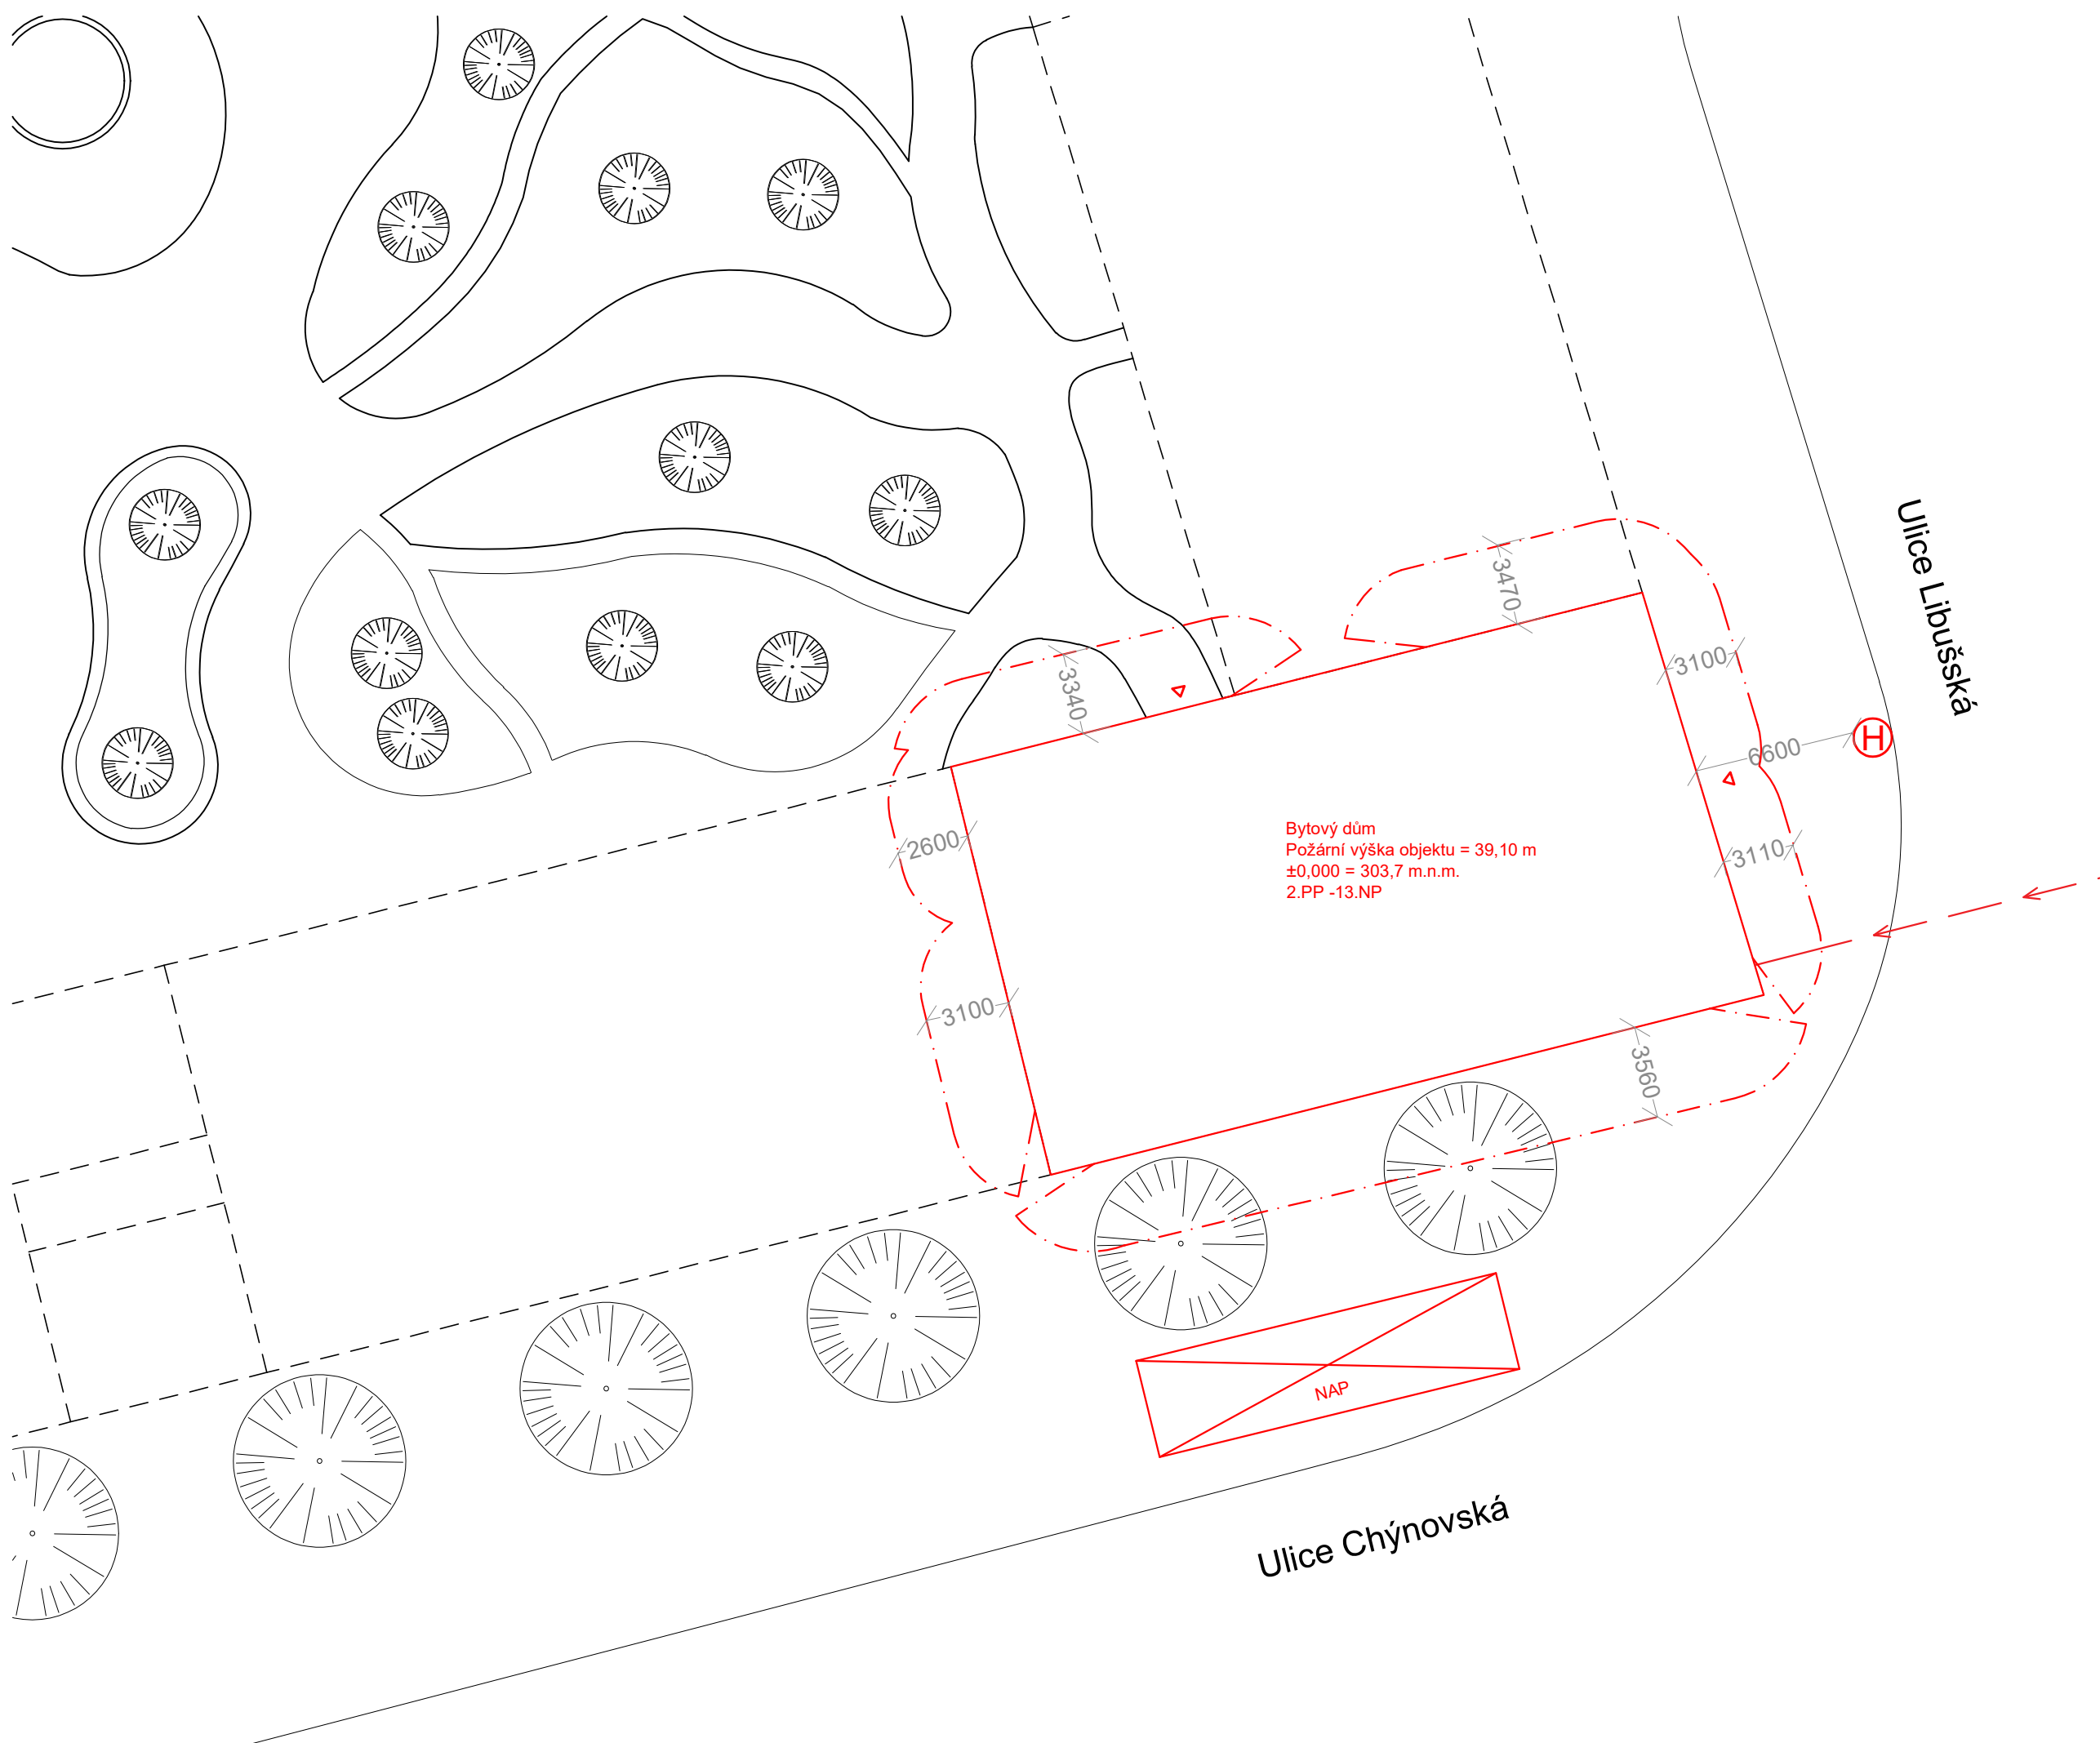 Ulice Libušská
3470
3100
3340
H
6600
Bytový dům
Požární výška objektu = 39,10 m
±0,000 = 303,7 m.n.m.
2.PP -13.NP
2600
3110
3100
3560
NAP
Ulice Chýnovská